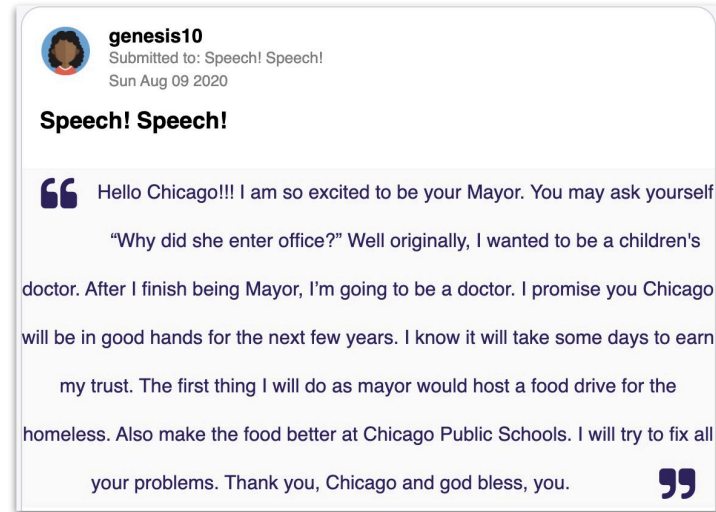 genesis10
Submitted to: Speech! Speech!
Sun Aug 09 2020
Speech! Speech!
❝ Hello Chicago!!! I am so excited to be your Mayor. You may ask yourself
“Why did she enter office?” Well originally, I wanted to be a children's
doctor. After I finish being Mayor, I’m going to be a doctor. I promise you Chicago
will be in good hands for the next few years. I know it will take some days to earn
my trust. The first thing I will do as mayor would host a food drive for the
homeless. Also make the food better at Chicago Public Schools. I will try to fix all
your problems. Thank you, Chicago and god bless, you. ❞